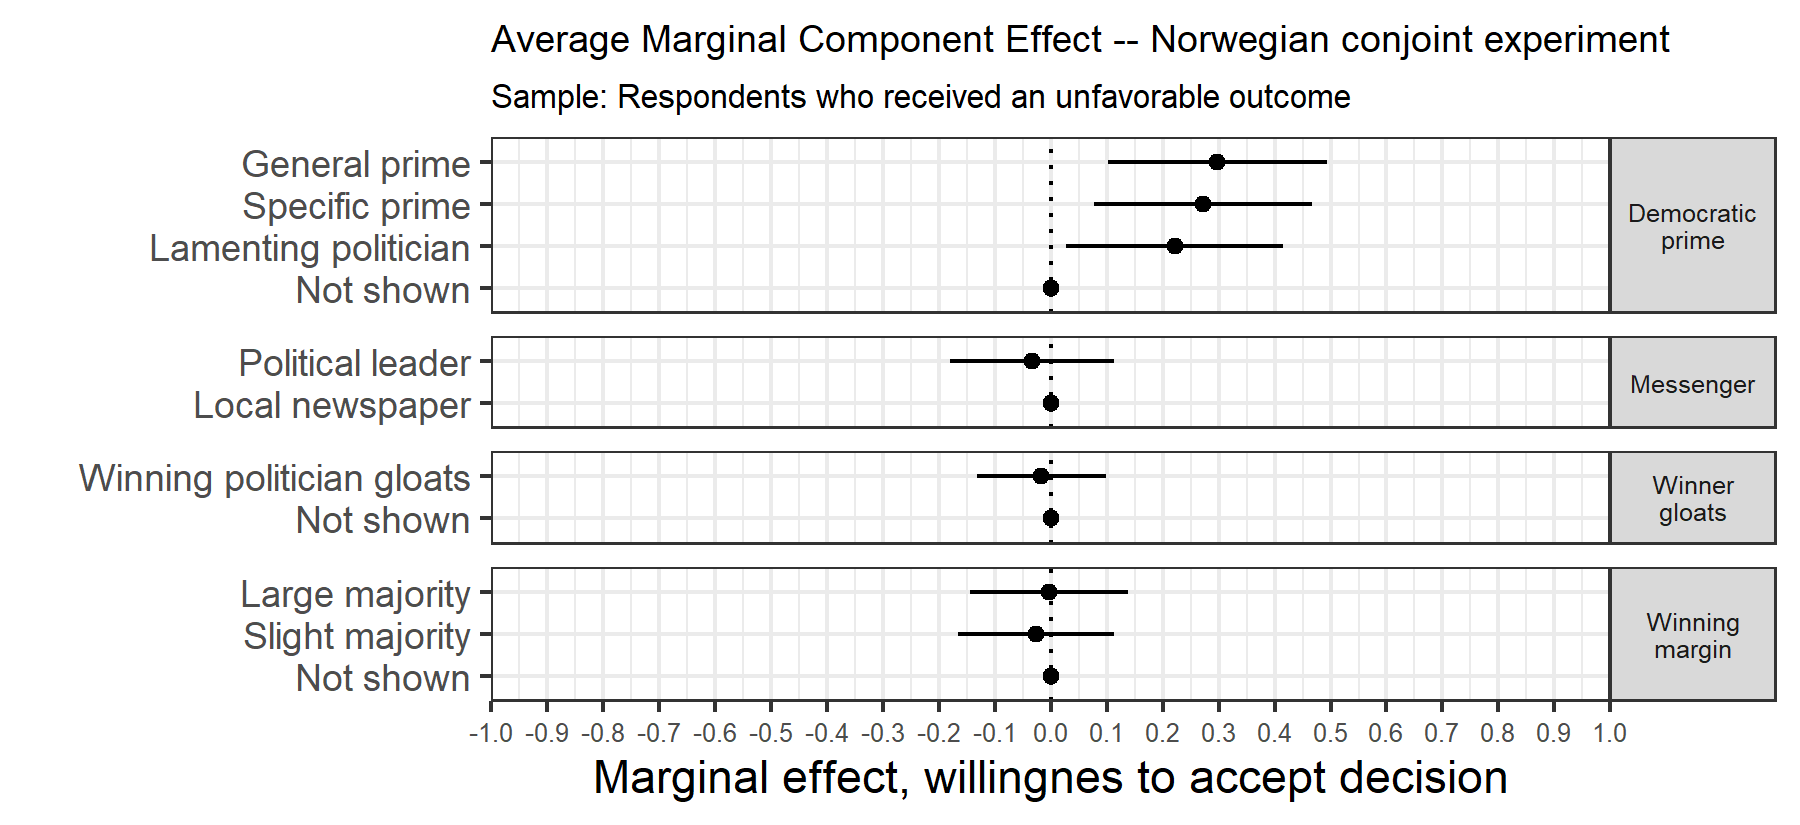 Average Marginal Component Effect -- Norwegian conjoint experiment
Sample: Respondents who received an unfavorable outcome
General prime
Specific prime
Lamenting politician
Not shown
Democratic
prime
Political leader
Local newspaper
Messenger
Winning politician gloats
Not shown
Winner
gloats
Large majority
Slight majority
Not shown
Winning
margin
-1.0 -0.9 -0.8 -0.7 -0.6 -0.5 -0.4 -0.3 -0.2 -0.1 0.0 0.1 0.2 0.3 0.4 0.5 0.6 0.7 0.8 0.9 1.0
Marginal effect, willingnes to accept decision